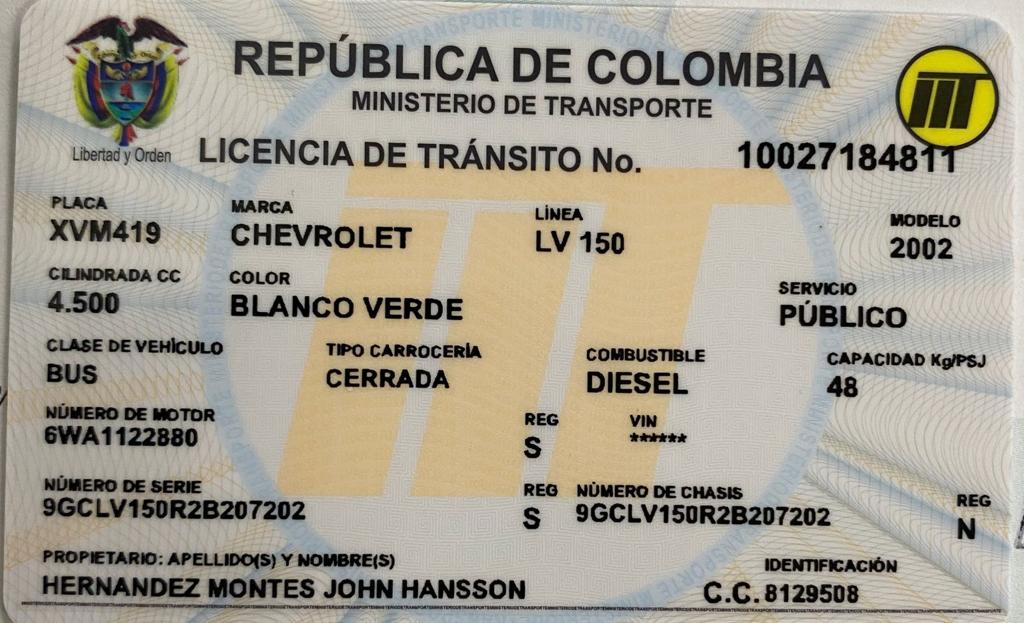 REPÚBLICA DE COLOMBIA
MINISTERIO DE TRANSPORTE
Libertad y Orden
LICENCIA DE TRÁNSITO No. 10027184811
PLACA MARCA LÍNEA MODELO
XVM419 CHEVROLET LV 150 2002
CILINDRADA CC COLOR SERVICIO
4.500 BLANCO VERDE PÚBLICO
CLASE DE VEHÍCULO TIPO CARROCERÍA COMBUSTIBLE CAPACIDAD Kg/PSJ
BUS CERRADA DIESEL 48
NÚMERO DE MOTOR REG VIN
6WA1122880 S ******
NÚMERO DE SERIE REG NÚMERO DE CHASIS REG
9GCLV150R2B207202 S 9GCLV150R2B207202 N
PROPIETARIO: APELLIDO(S) Y NOMBRE(S) IDENTIFICACIÓN
HERNANDEZ MONTES JOHN HANSSON C.C. 8129508